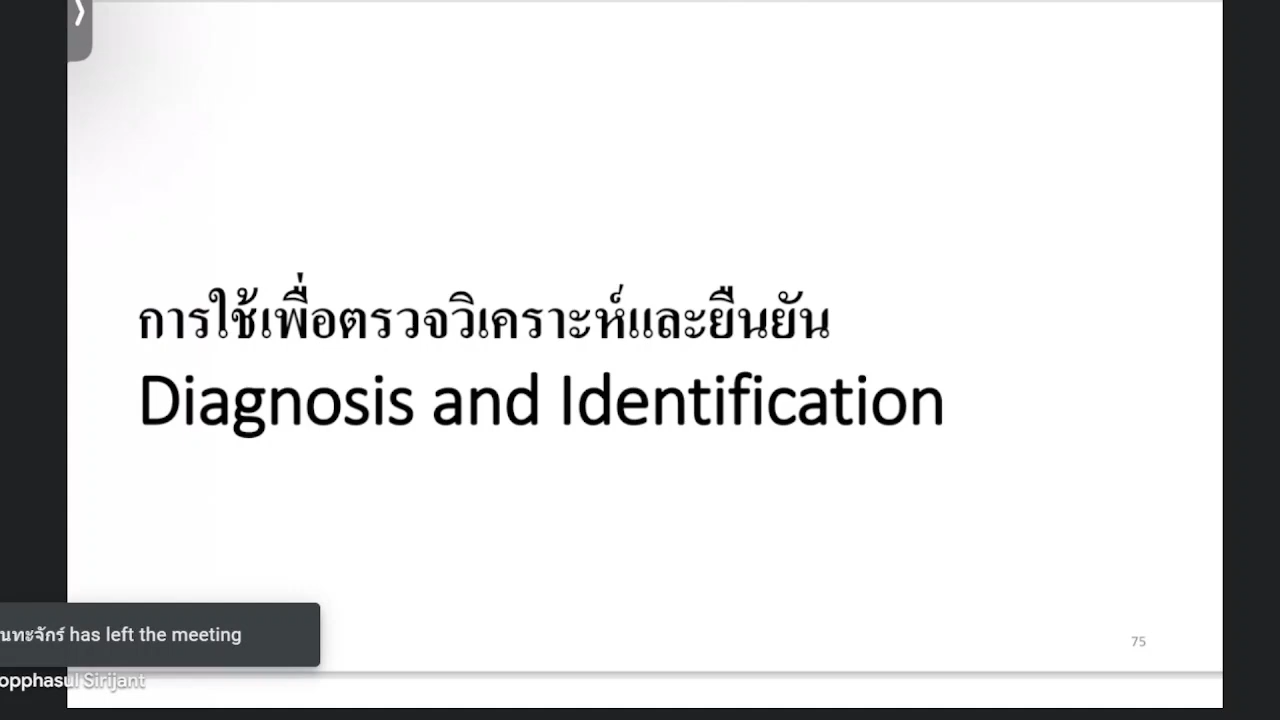 การใช้เพื่อตรวจวิเคราะห์และยืนยัน
Diagnosis and Identification
นทะจักร์ has left the meeting
75
opphasul Sirijant